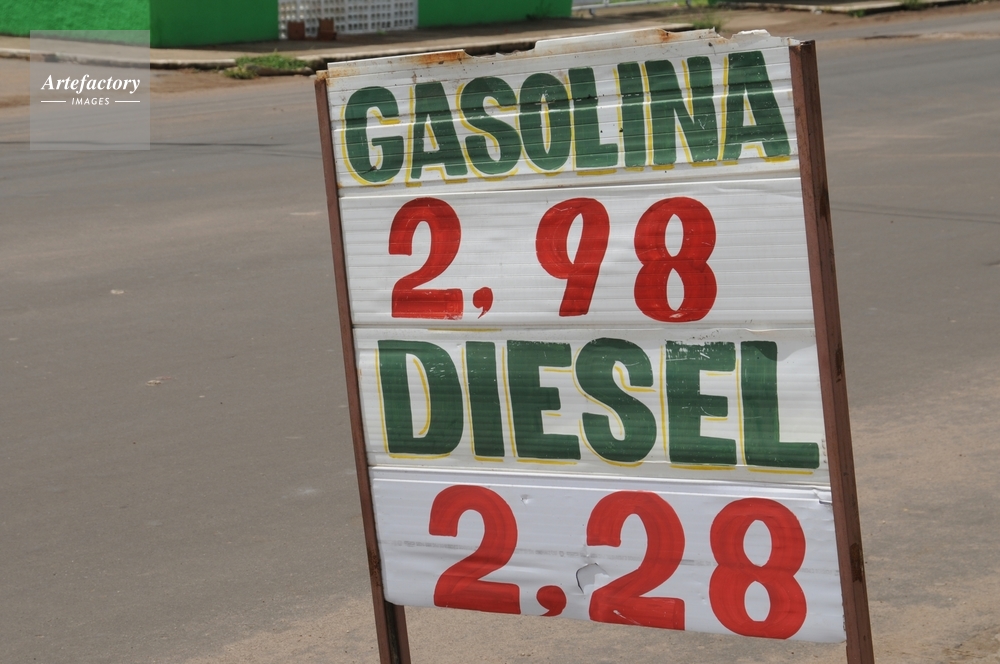 Artefactory
IMAGES
GASOLINA
2,98
DIESEL
2,28